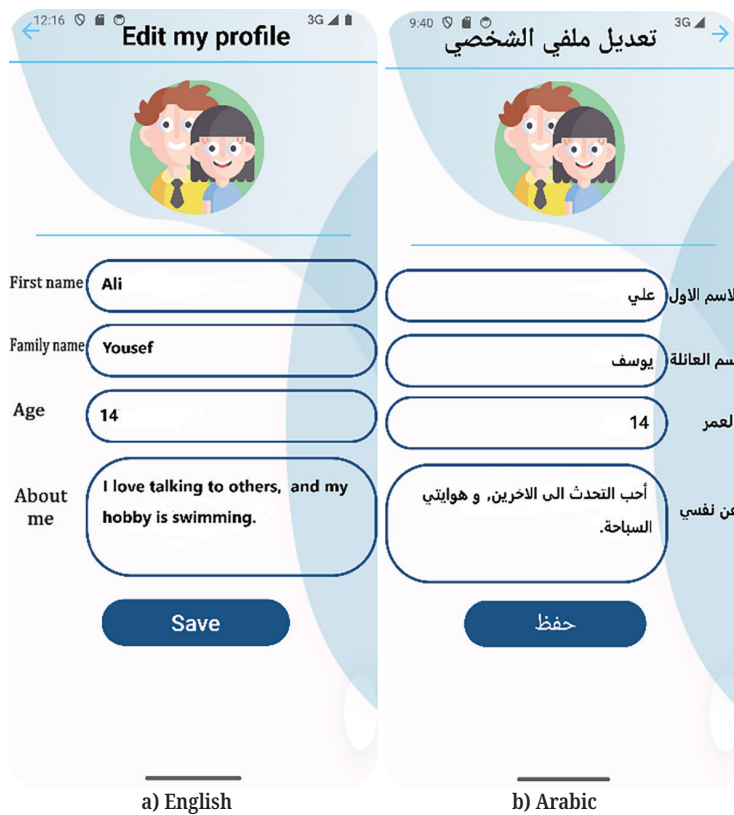 12:16
3G
Edit my profile
First name
Ali
Family name
Yousef
Age
14
About
me
I love talking to others, and my
hobby is swimming.
Save
a) English
9:40
3G
تعديل ملفي الشخصي
الاسم الاول
علي
سم العائلة
يوسف
لعمر
14
عن نفسي
أحب التحدث الى الاخرين, و هوايتي
السباحة.
حفظ
b) Arabic